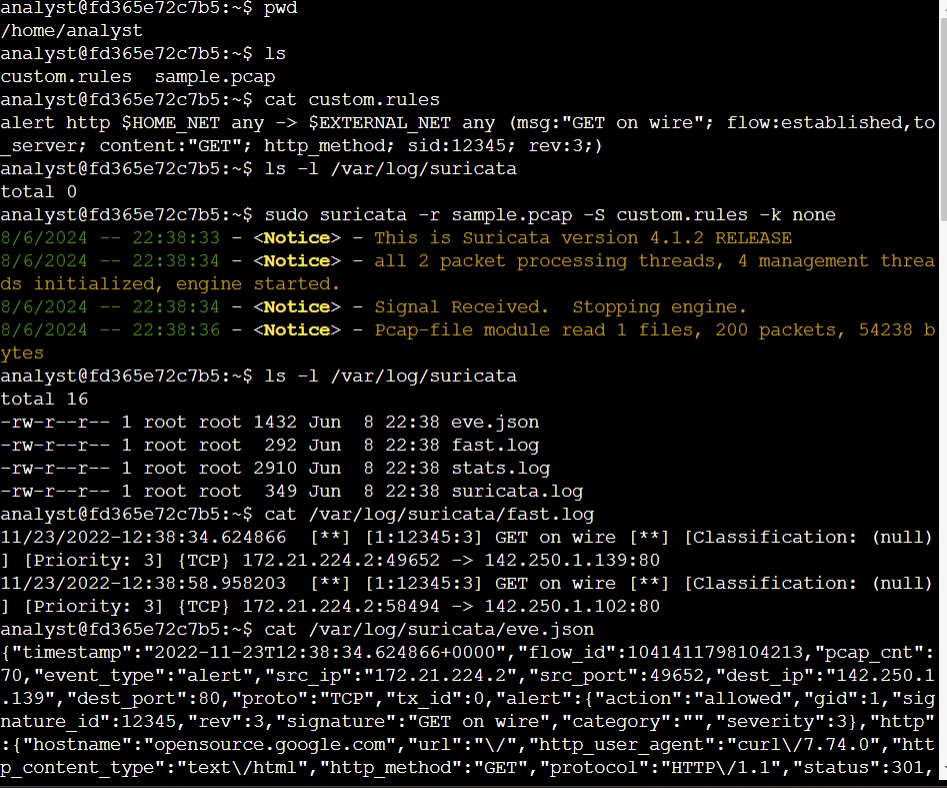 analyst@fd365e72c7b5:~$ pwd
/home/analyst
analyst@fd365e72c7b5:~$ ls
custom.rules  sample.pcap
analyst@fd365e72c7b5:~$ cat custom.rules
alert http $HOME_NET any -> $EXTERNAL_NET any (msg:"GET on wire"; flow:established,to
_server; content:"GET"; http_method; sid:12345; rev:3;)
analyst@fd365e72c7b5:~$ ls -l /var/log/suricata
total 0
analyst@fd365e72c7b5:~$ sudo suricata -r sample.pcap -S custom.rules -k none
8/6/2024 -- 22:38:33 - <Notice> - This is Suricata version 4.1.2 RELEASE
8/6/2024 -- 22:38:34 - <Notice> - all 2 packet processing threads, 4 management threa
ds initialized, engine started.
8/6/2024 -- 22:38:34 - <Notice> - Signal Received.  Stopping engine.
8/6/2024 -- 22:38:36 - <Notice> - Pcap-file module read 1 files, 200 packets, 54238 b
ytes
analyst@fd365e72c7b5:~$ ls -l /var/log/suricata
total 16
-rw-r--r-- 1 root root 1432 Jun  8 22:38 eve.json
-rw-r--r-- 1 root root  292 Jun  8 22:38 fast.log
-rw-r--r-- 1 root root 2910 Jun  8 22:38 stats.log
-rw-r--r-- 1 root root  349 Jun  8 22:38 suricata.log
analyst@fd365e72c7b5:~$ cat /var/log/suricata/fast.log
11/23/2022-12:38:34.624866  [**] [1:12345:3] GET on wire [**] [Classification: (null)
] [Priority: 3] {TCP} 172.21.224.2:49652 -> 142.250.1.139:80
11/23/2022-12:38:58.958203  [**] [1:12345:3] GET on wire [**] [Classification: (null)
] [Priority: 3] {TCP} 172.21.224.2:58494 -> 142.250.1.102:80
analyst@fd365e72c7b5:~$ cat /var/log/suricata/eve.json
{"timestamp":"2022-11-23T12:38:34.624866+0000","flow_id":1041411798104213,"pcap_cnt":
70,"event_type":"alert","src_ip":"172.21.224.2","src_port":49652,"dest_ip":"142.250.1
.139","dest_port":80,"proto":"TCP","tx_id":0,"alert":{"action":"allowed","gid":1,"sig
nature_id":12345,"rev":3,"signature":"GET on wire","category":"","severity":3},"http"
:{"hostname":"opensource.google.com","url":"\/","http_user_agent":"curl\/7.74.0","htt
p_content_type":"text\/html","http_method":"GET","protocol":"HTTP\/1.1","status":301,